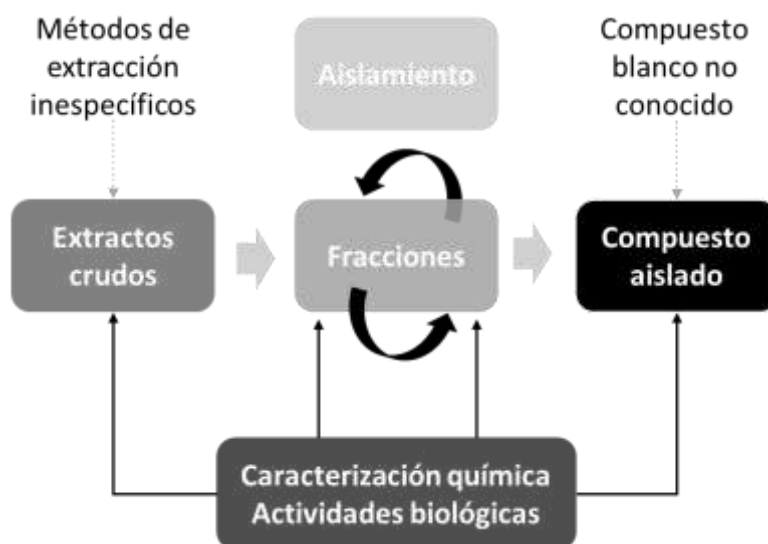 Métodos de
extracción
inespecíficos
Aislamiento
Compuesto
blanco no
conocido
Extractos
crudos
Fracciones
Compuesto
aislado
Caracterización química
Actividades biológicas